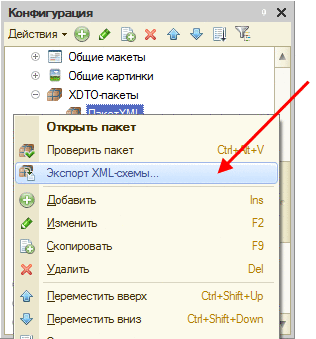 Конфигурация
Действия
Общие макеты
Общие картинки
XDTO-пакеты
ПакетXML
Открыть пакет
Проверить пакет Ctrl+Alt+V
Экспорт XML-схемы...
Добавить Ins
Изменить F2
Скопировать F9
Удалить Del
Переместить вверх Ctrl+Shift+Up
Переместить вниз Ctrl+Shift+Down